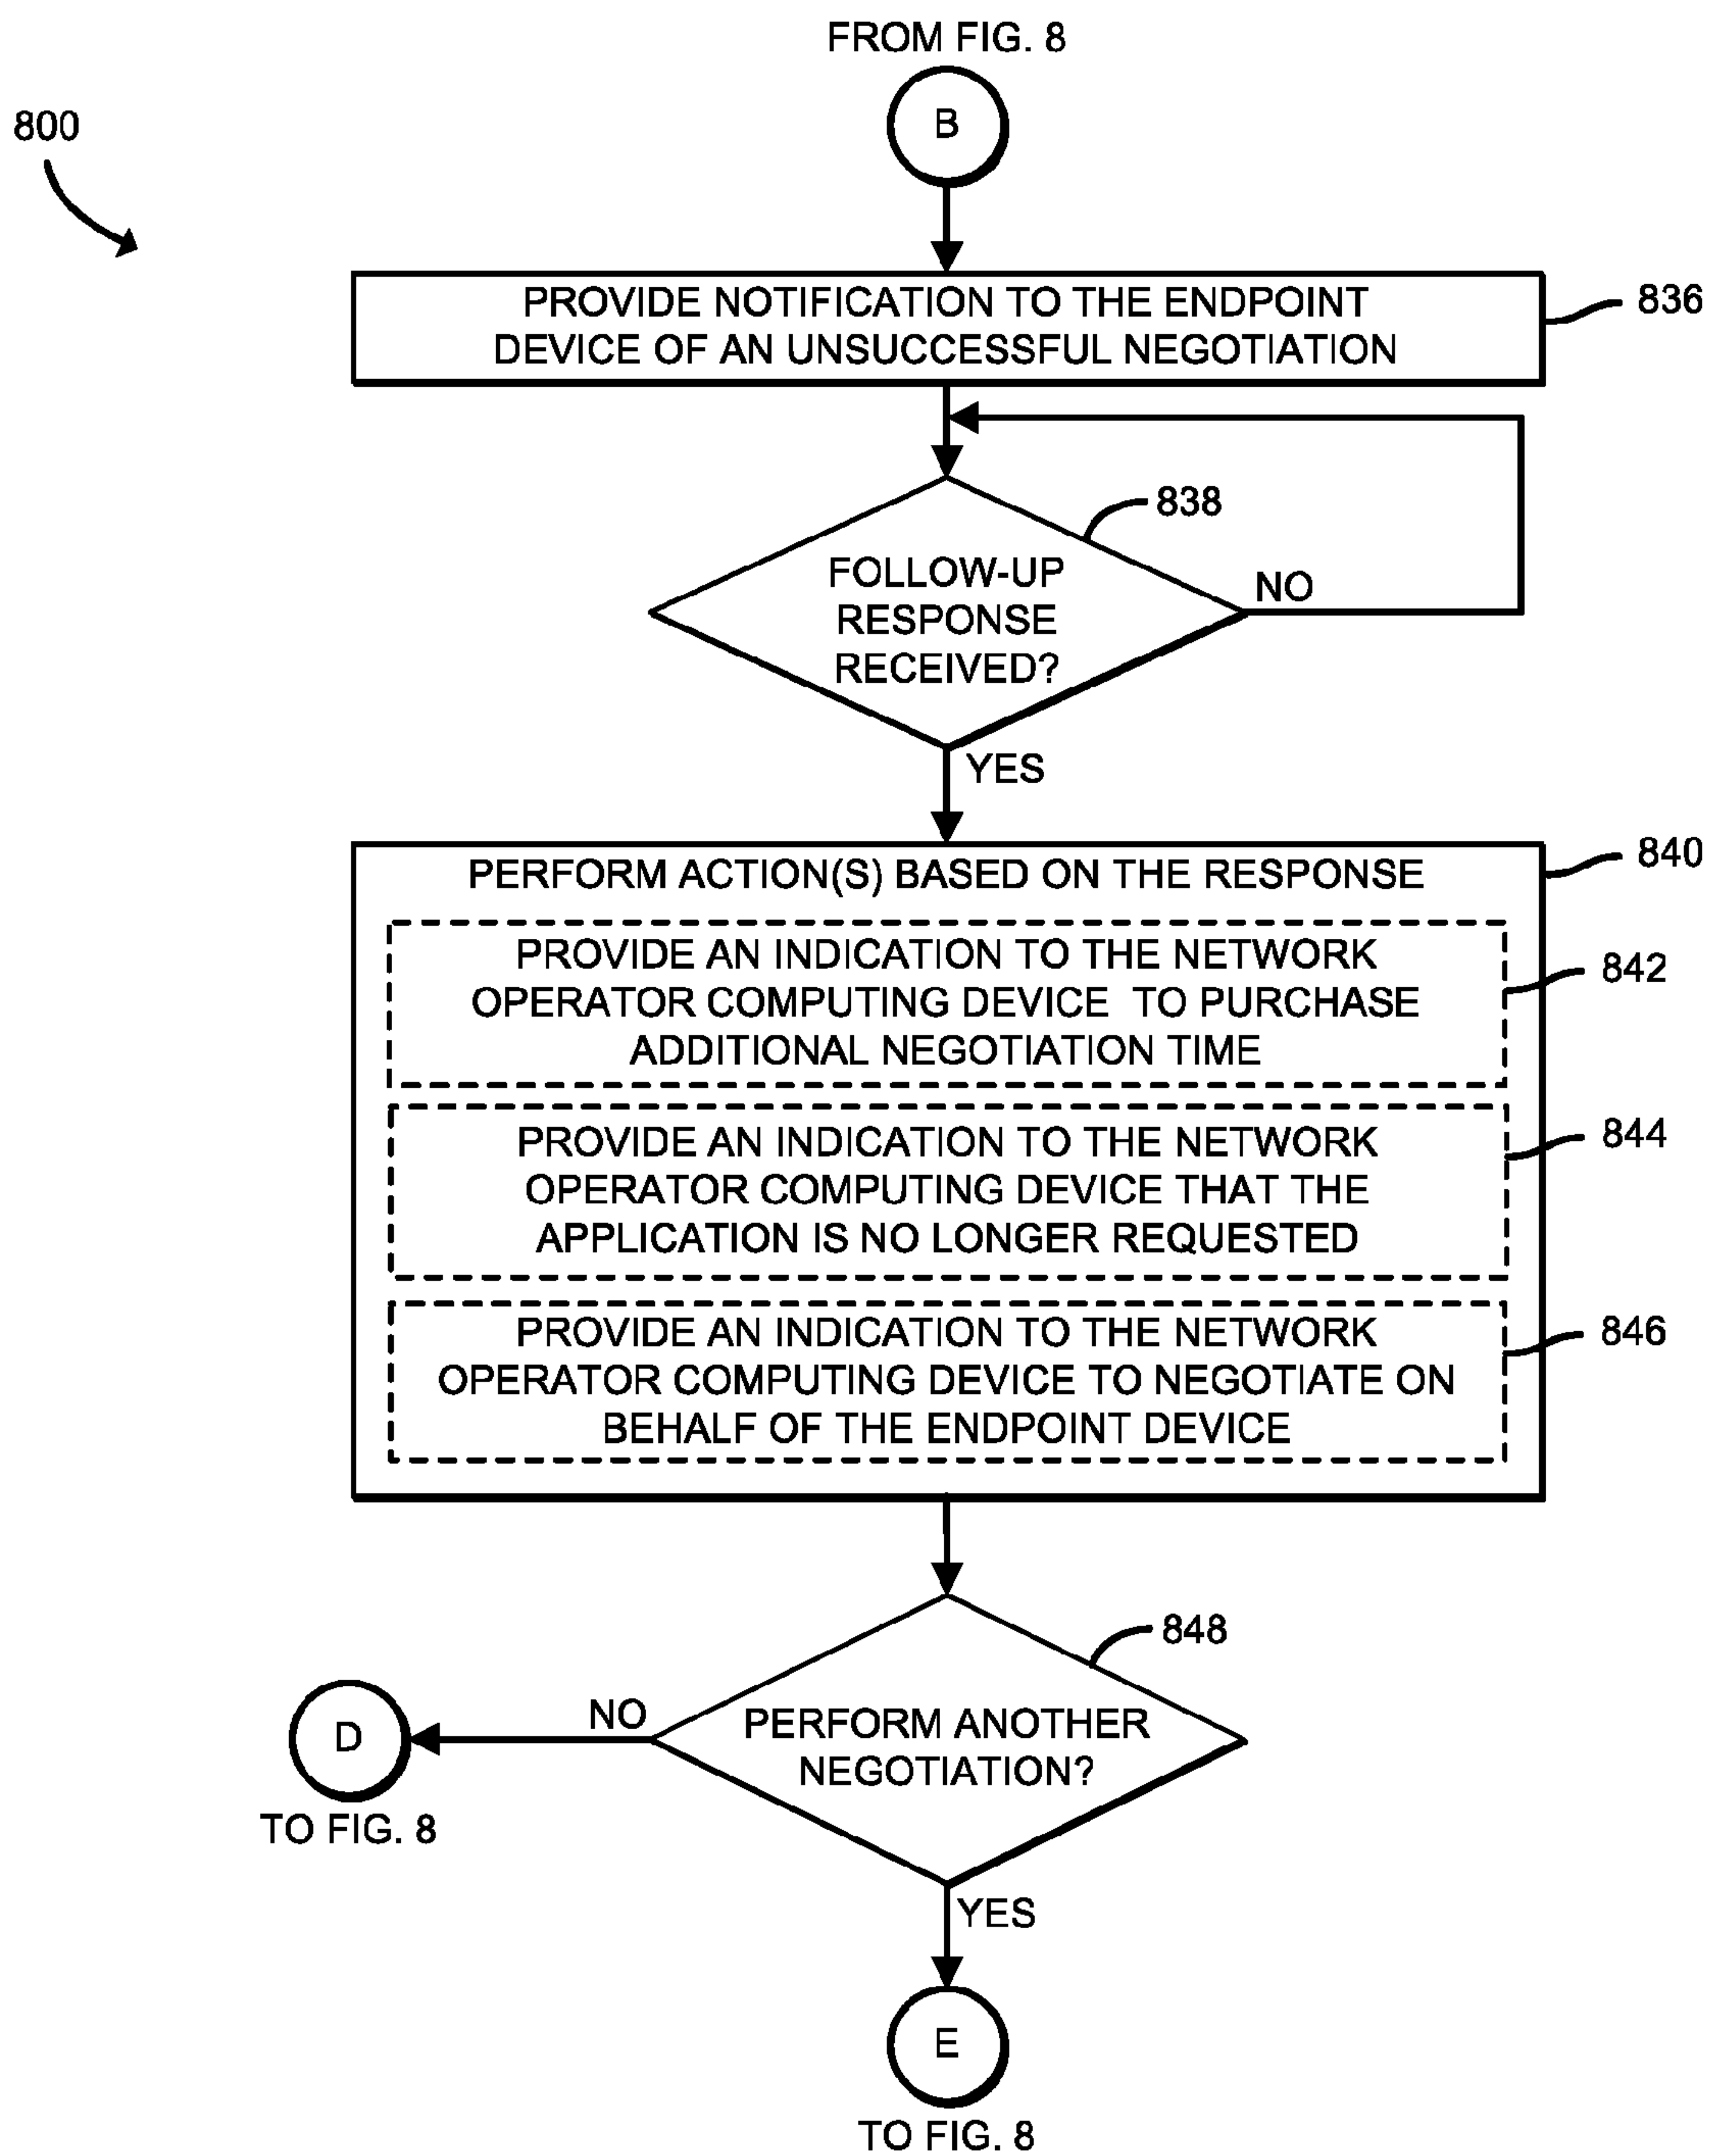 FROM FIG. 8
B
800
PROVIDE NOTIFICATION TO THE ENDPOINT
DEVICE OF AN UNSUCCESSFUL NEGOTIATION
836
838
FOLLOW-UP
RESPONSE
RECEIVED?
NO
YES
PERFORM ACTION(S) BASED ON THE RESPONSE
840
PROVIDE AN INDICATION TO THE NETWORK
OPERATOR COMPUTING DEVICE TO PURCHASE
ADDITIONAL NEGOTIATION TIME
842
PROVIDE AN INDICATION TO THE NETWORK
OPERATOR COMPUTING DEVICE THAT THE
APPLICATION IS NO LONGER REQUESTED
844
PROVIDE AN INDICATION TO THE NETWORK
OPERATOR COMPUTING DEVICE TO NEGOTIATE ON
BEHALF OF THE ENDPOINT DEVICE
846
848
PERFORM ANOTHER
NEGOTIATION?
NO
D
TO FIG. 8
YES
E
TO FIG. 8